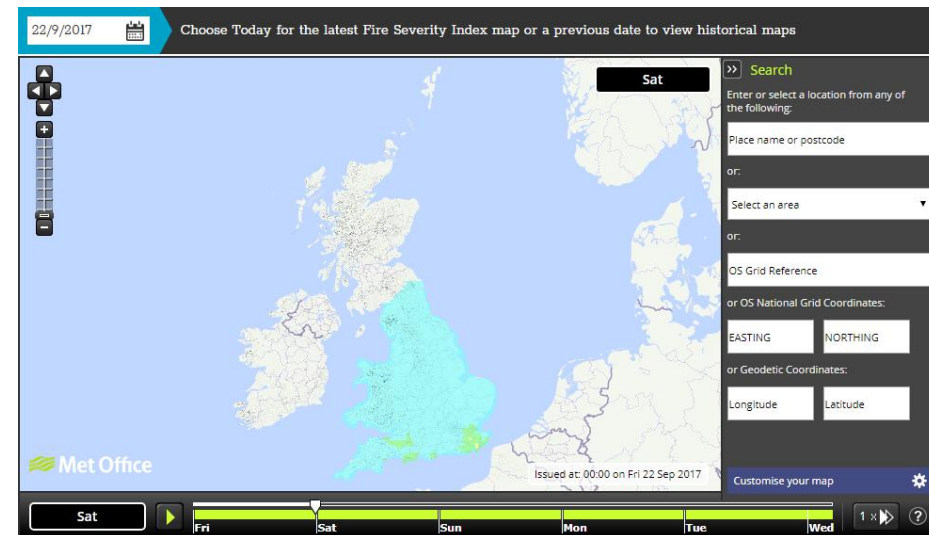 22/9/2017
Choose Today for the latest Fire Severity Index map or a previous date to view historical maps
Sat
>> Search
Enter or select a location from any of
the following:
Place name or postcode
or:
Select an area
or:
OS Grid Reference
or OS National Grid Coordinates:
EASTING NORTHING
or Geodetic Coordinates:
Longitude Latitude
Met Office
Issued at: 00:00 on Fri 22 Sep 2017
Customise your map
Sat
Fri Sat Sun Mon Tue Wed
1 x
?